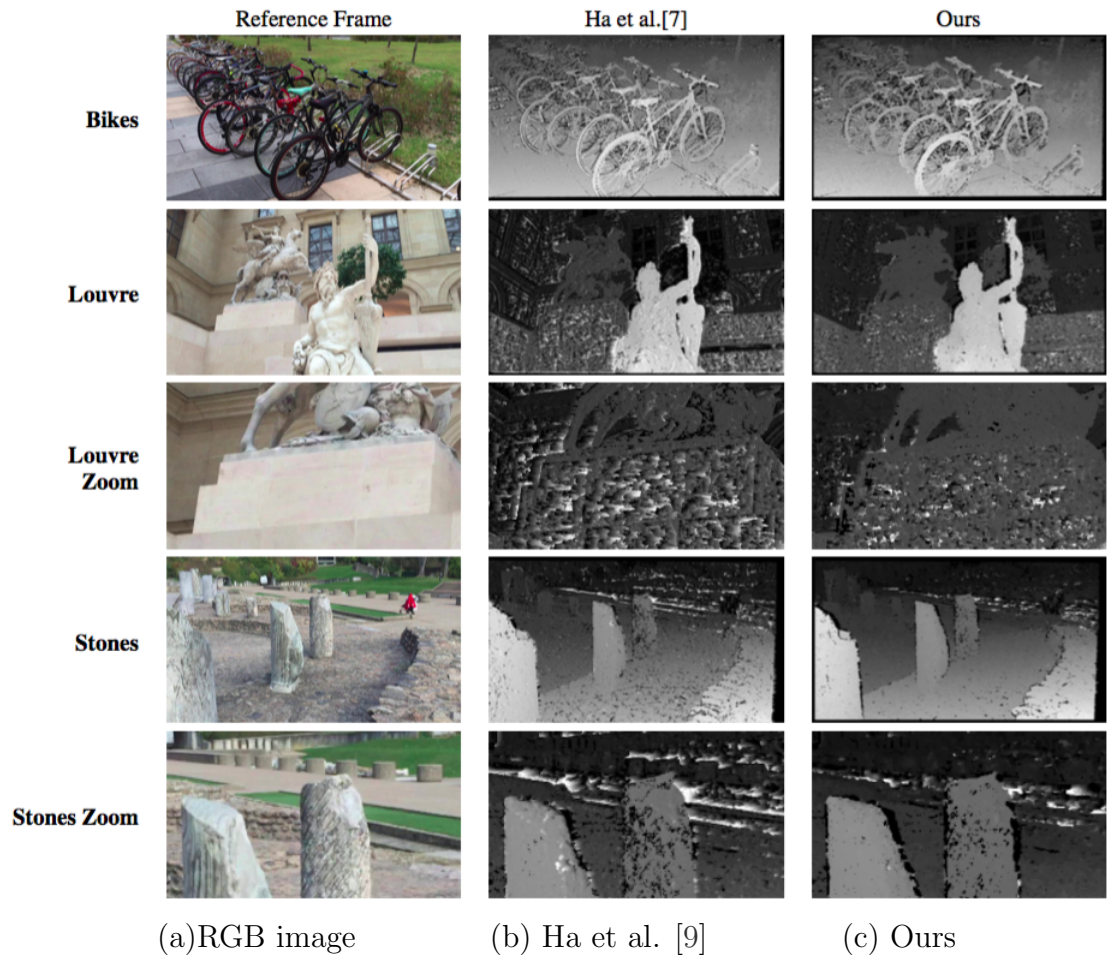 Reference Frame Ha et al.[7] Ours
Bikes
Louvre
Louvre
Zoom
Stones
Stones Zoom
(a)RGB image (b) Ha et al. [9] (c) Ours